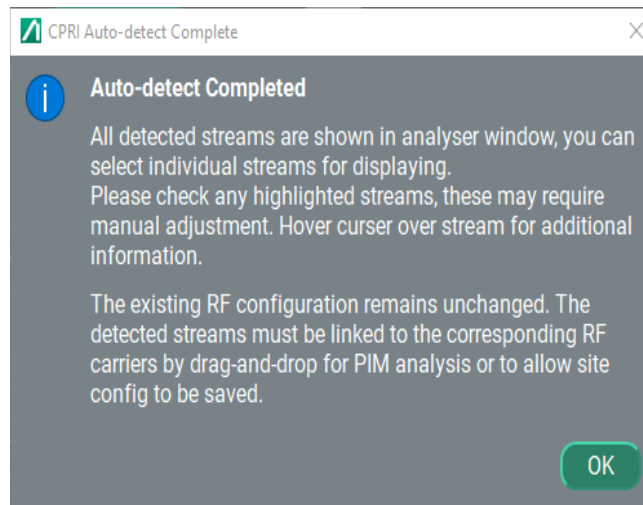 CPRI Auto-detect Complete
Auto-detect Completed
All detected streams are shown in analyser window, you can
select individual streams for displaying.
Please check any highlighted streams, these may require
manual adjustment. Hover curser over stream for additional
information.
The existing RF configuration remains unchanged. The
detected streams must be linked to the corresponding RF
carriers by drag-and-drop for PIM analysis or to allow site
config to be saved.
OK